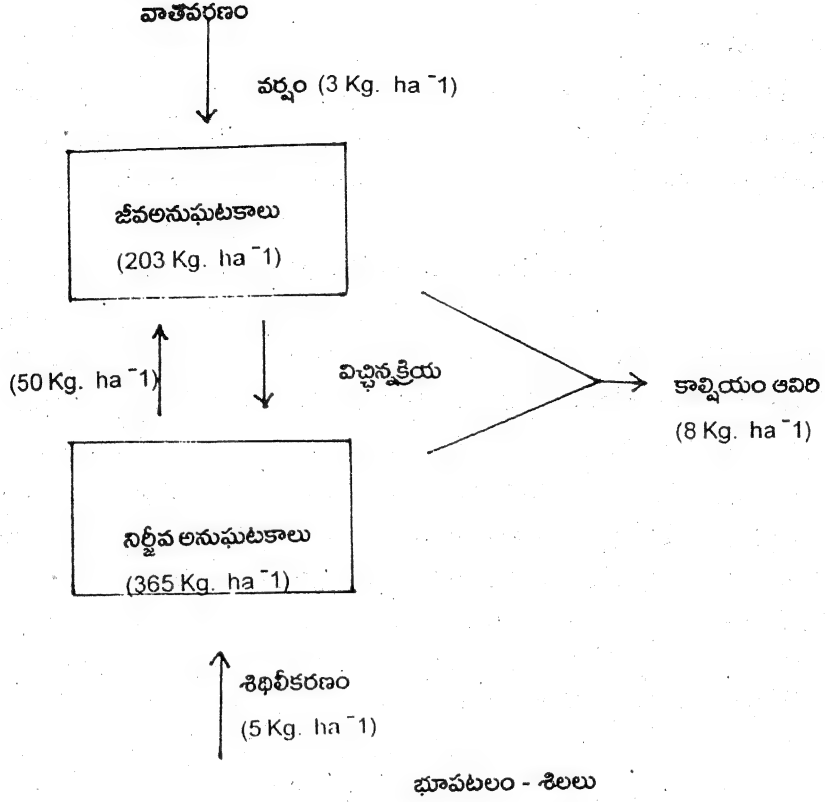 వాతావరణం
వర్షం (3 Kg. ha ⁻1)
జీవఅనుఘటకాలు
(203 Kg. ha ⁻1)
(50 Kg. ha ⁻1)
విచ్ఛిన్నక్రియ
కాల్షియం ఆవిరి
(8 Kg. ha ⁻1)
నిర్జీవ అనుఘటకాలు
(365 Kg. ha ⁻1)
శిథిలీకరణం
(5 Kg. ha ⁻1)
భూపటలం - శిలలు